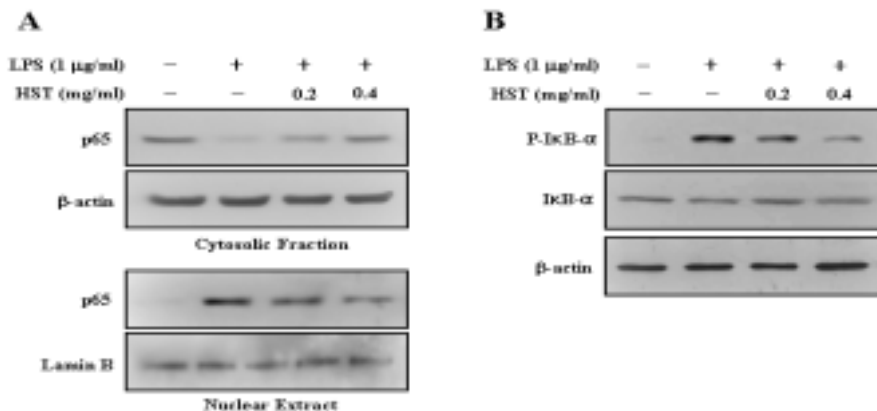 A
LPS (1 µg/ml) − + + +
HST (mg/ml) − − 0.2 0.4
p65
β-actin
Cytosolic Fraction
p65
Lamin B
Nuclear Extract
B
LPS (1 µg/ml) − + + +
HST (mg/ml) − − 0.2 0.4
P-IκB-α
IκB-α
β-actin